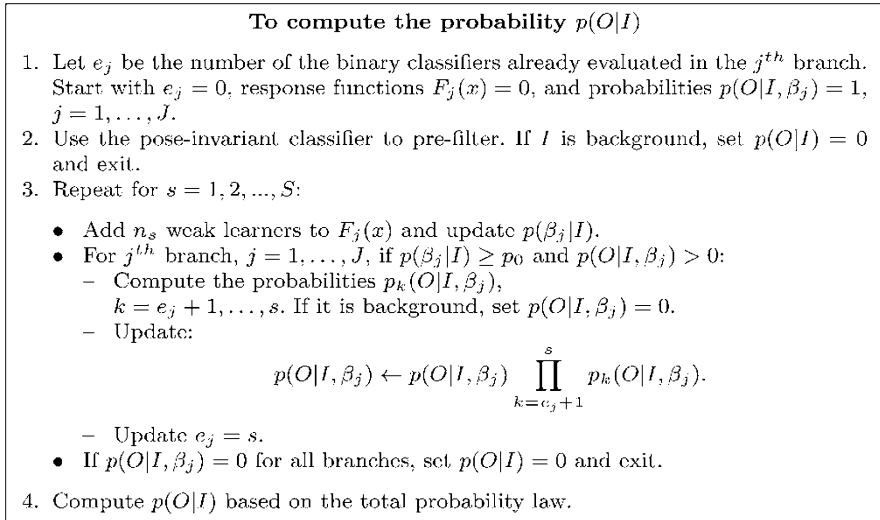 To compute the probability p(O|I)
1. Let e_j be the number of the binary classifiers already evaluated in the j^{th} branch.
Start with e_j = 0, response functions F_j(x) = 0, and probabilities p(O|I, β_j) = 1,
j = 1, . . . , J.
2. Use the pose-invariant classifier to pre-filter. If I is background, set p(O|I) = 0
and exit.
3. Repeat for s = 1, 2, ..., S:
• Add n_s weak learners to F_j(x) and update p(β_j|I).
• For j^{th} branch, j = 1, . . . , J, if p(β_j|I) ≥ p_0 and p(O|I, β_j) > 0:
– Compute the probabilities p_k(O|I, β_j),
k = e_j + 1, . . . , s. If it is background, set p(O|I, β_j) = 0.
– Update:
p(O|I, β_j) ← p(O|I, β_j) ∏_{k=e_j+1}^{s} p_k(O|I, β_j).
– Update e_j = s.
• If p(O|I, β_j) = 0 for all branches, set p(O|I) = 0 and exit.
4. Compute p(O|I) based on the total probability law.